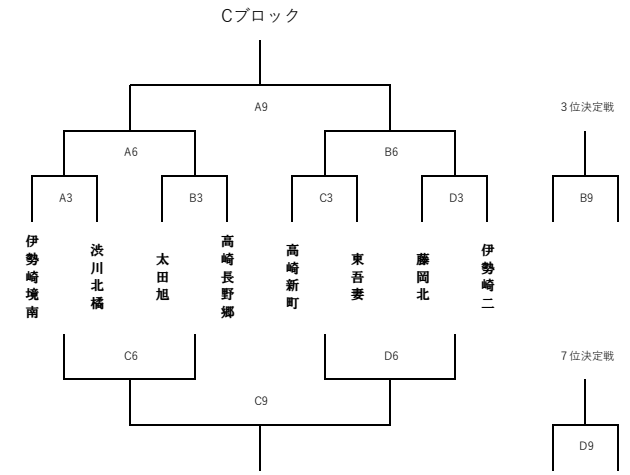 Cブロック
A9
3位決定戦
A6
B6
A3
B3
C3
D3
B9
伊勢崎境南
渋川北橘
太田旭
高崎長野郷
高崎新町
東吾妻
藤岡北
伊勢崎二
C6
D6
7位決定戦
C9
D9